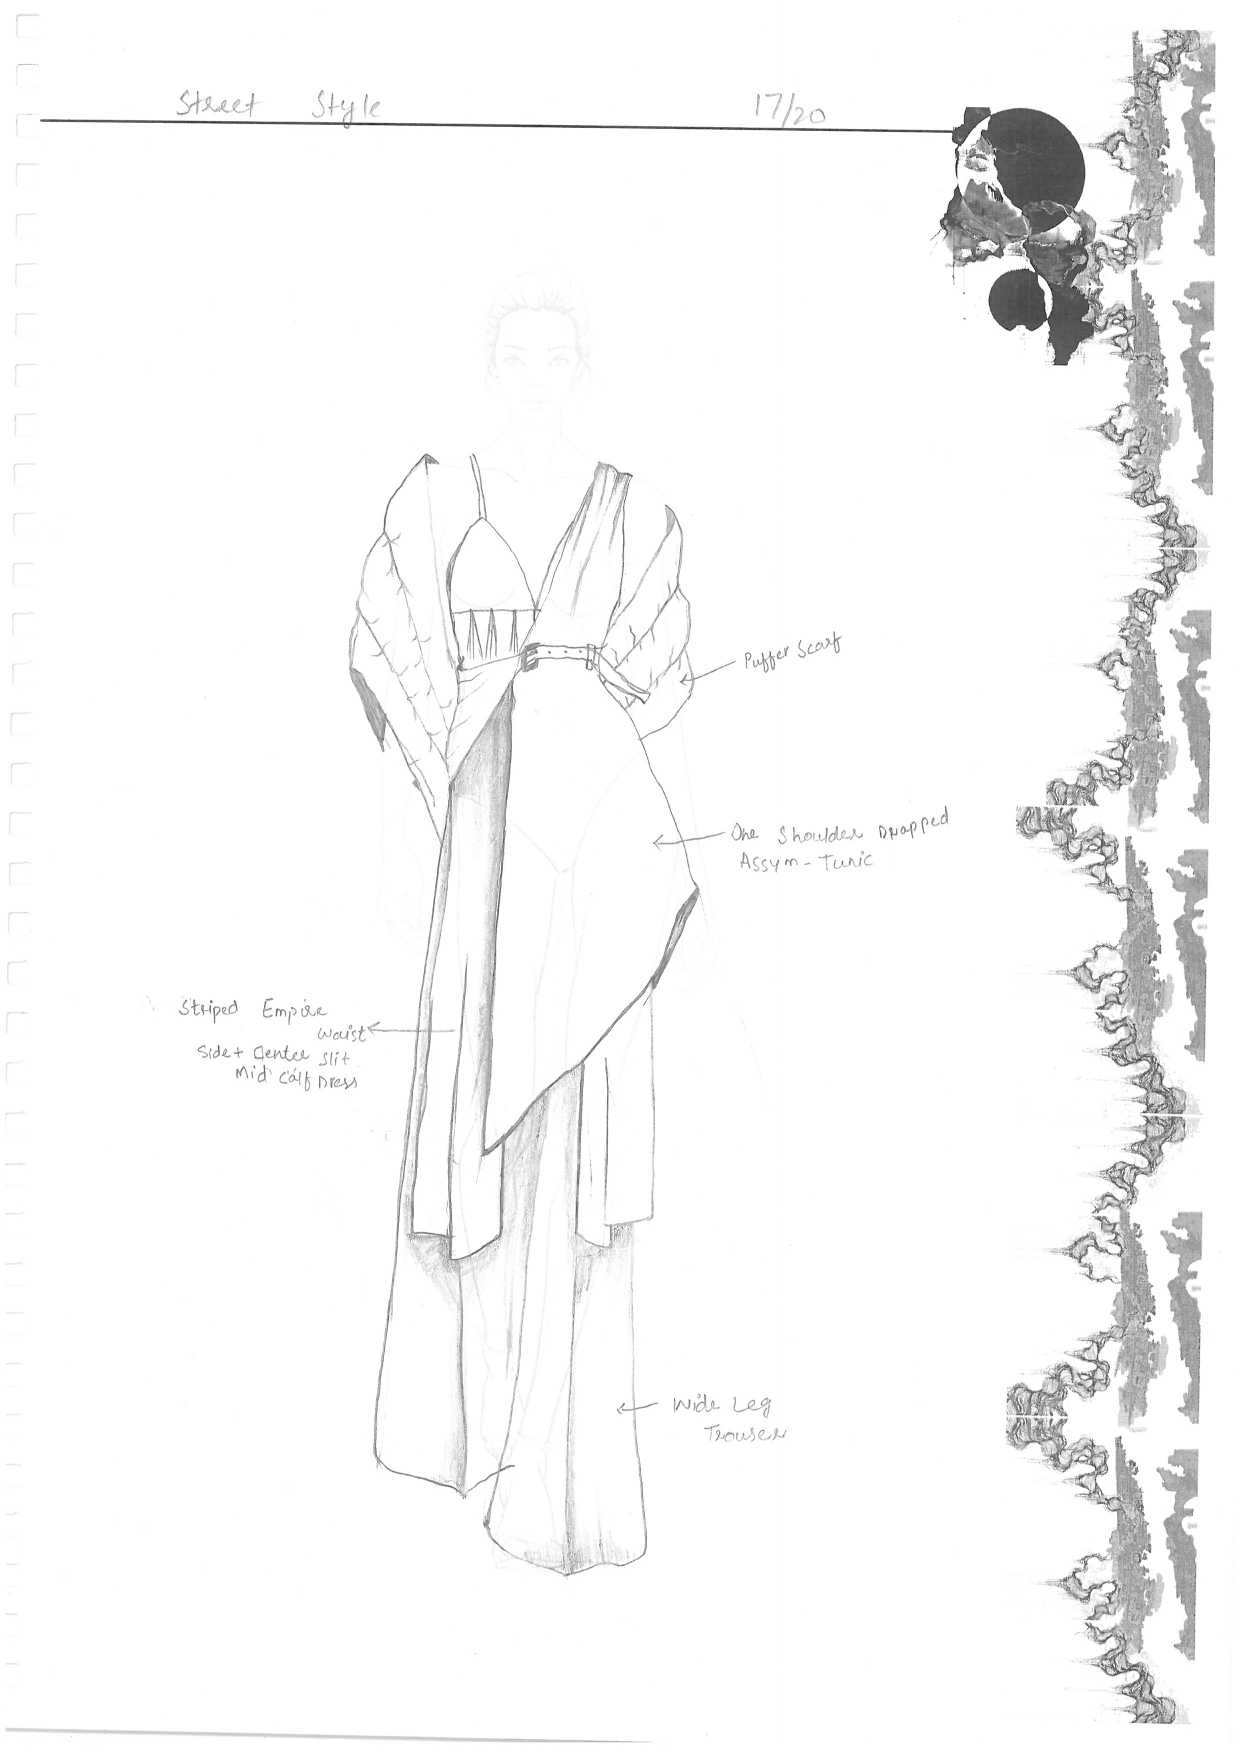 Street Style
17/20
Puffer Scarf
One Shoulder Drapped
Assym-Tunic
Striped Empire
Waist
Side + Center Slit
Mid Calf Dress
Wide Leg
Trouser